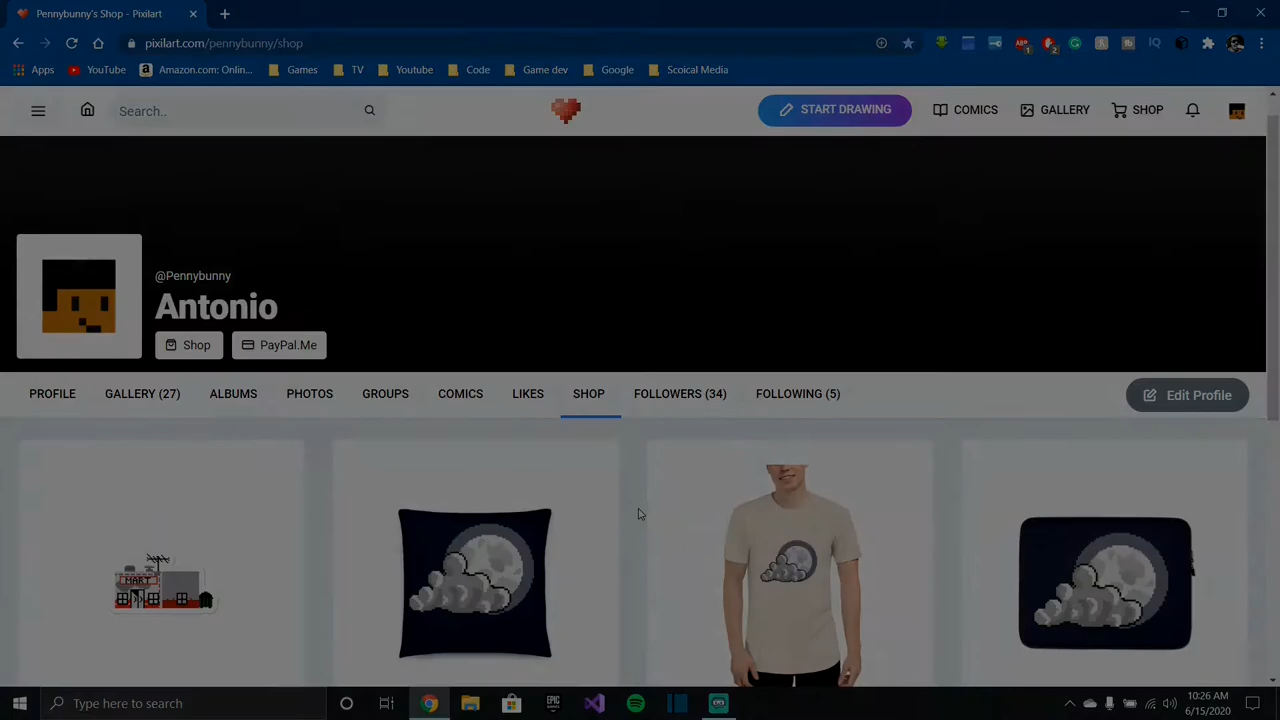 Pennybunny's Shop - Pixilart
pixilart.com/pennybunny/shop
Apps YouTube Amazon.com: Onlin... Games TV Youtube Code Game dev Google Scoical Media
Search.. START DRAWING COMICS GALLERY SHOP
@Pennybunny
Antonio
Shop PayPal.Me
PROFILE GALLERY (27) ALBUMS PHOTOS GROUPS COMICS LIKES SHOP FOLLOWERS (34) FOLLOWING (5) Edit Profile
MART
Type here to search
10:26 AM
6/15/2020